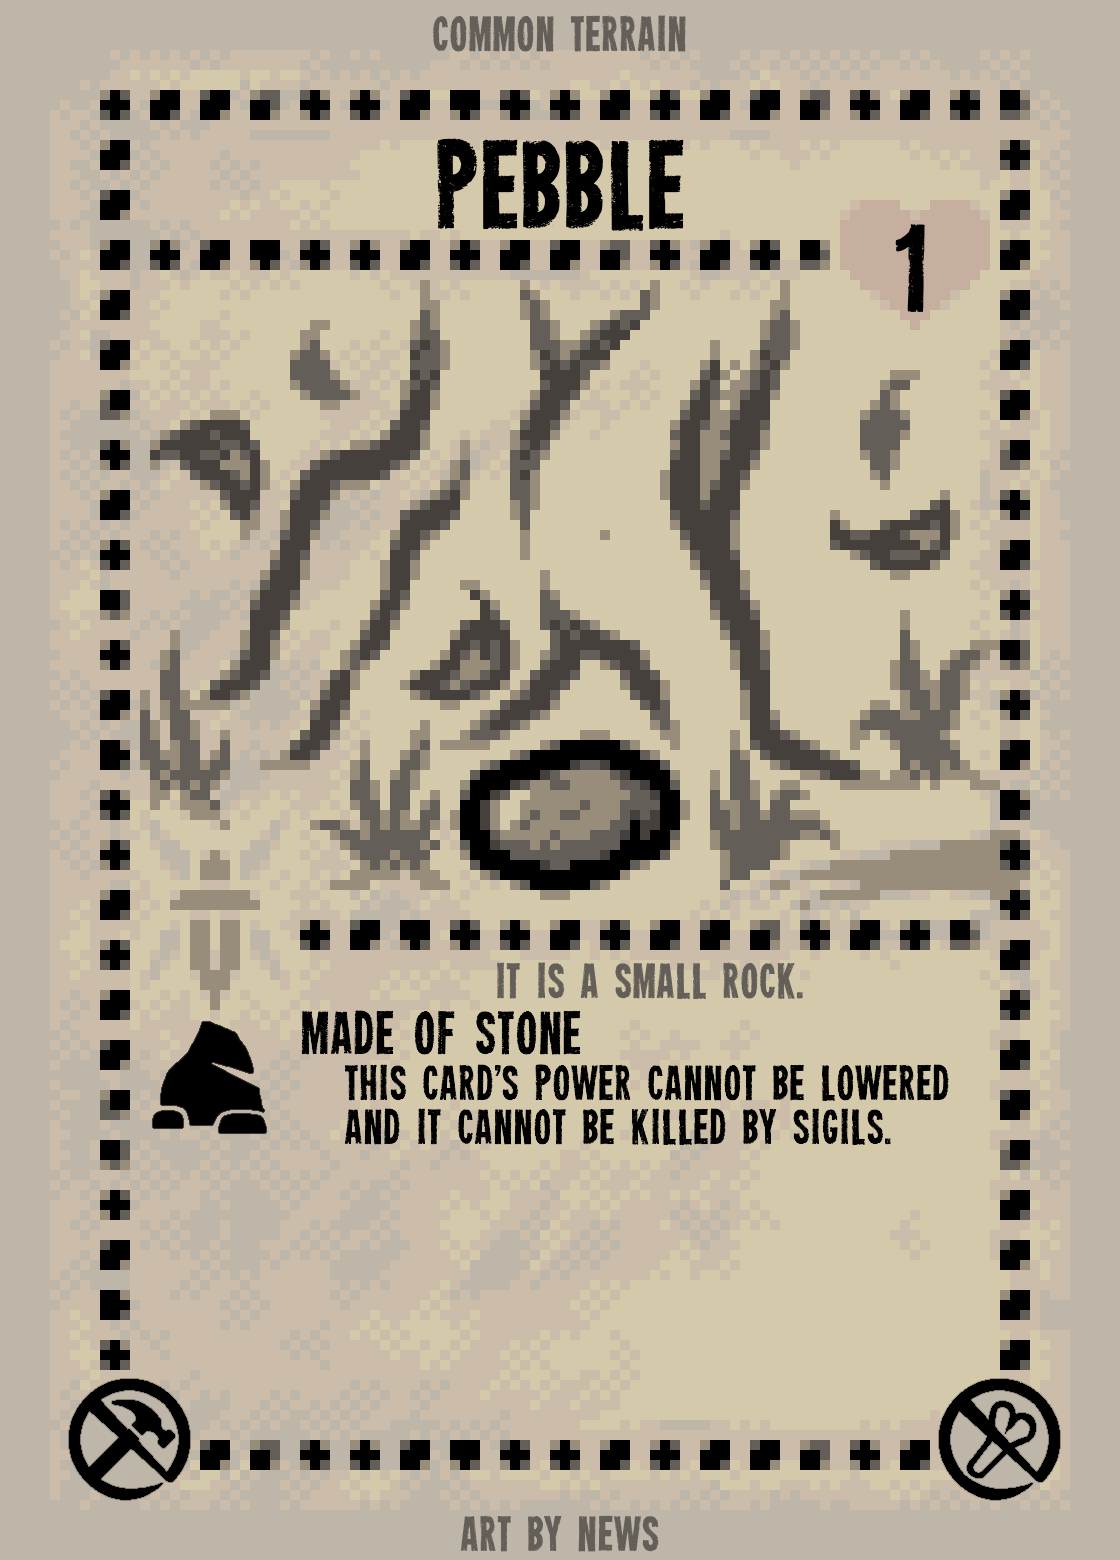 COMMON TERRAIN
PEBBLE
1
IT IS A SMALL ROCK.
MADE OF STONE
THIS CARD'S POWER CANNOT BE LOWERED
AND IT CANNOT BE KILLED BY SIGILS.
ART BY NEWS